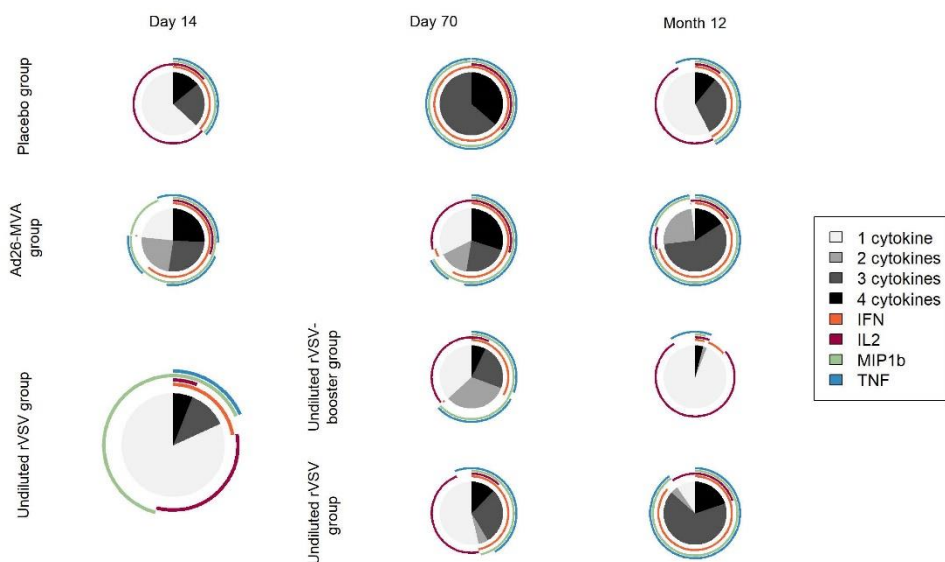 Day 14
Day 70
Month 12
Placebo group
Ad26-MVA
group
Undiluted rVSV group
Undiluted rVSV-
booster group
Undiluted rVSV
group
1 cytokine
2 cytokines
3 cytokines
4 cytokines
IFN
IL2
MIP1b
TNF